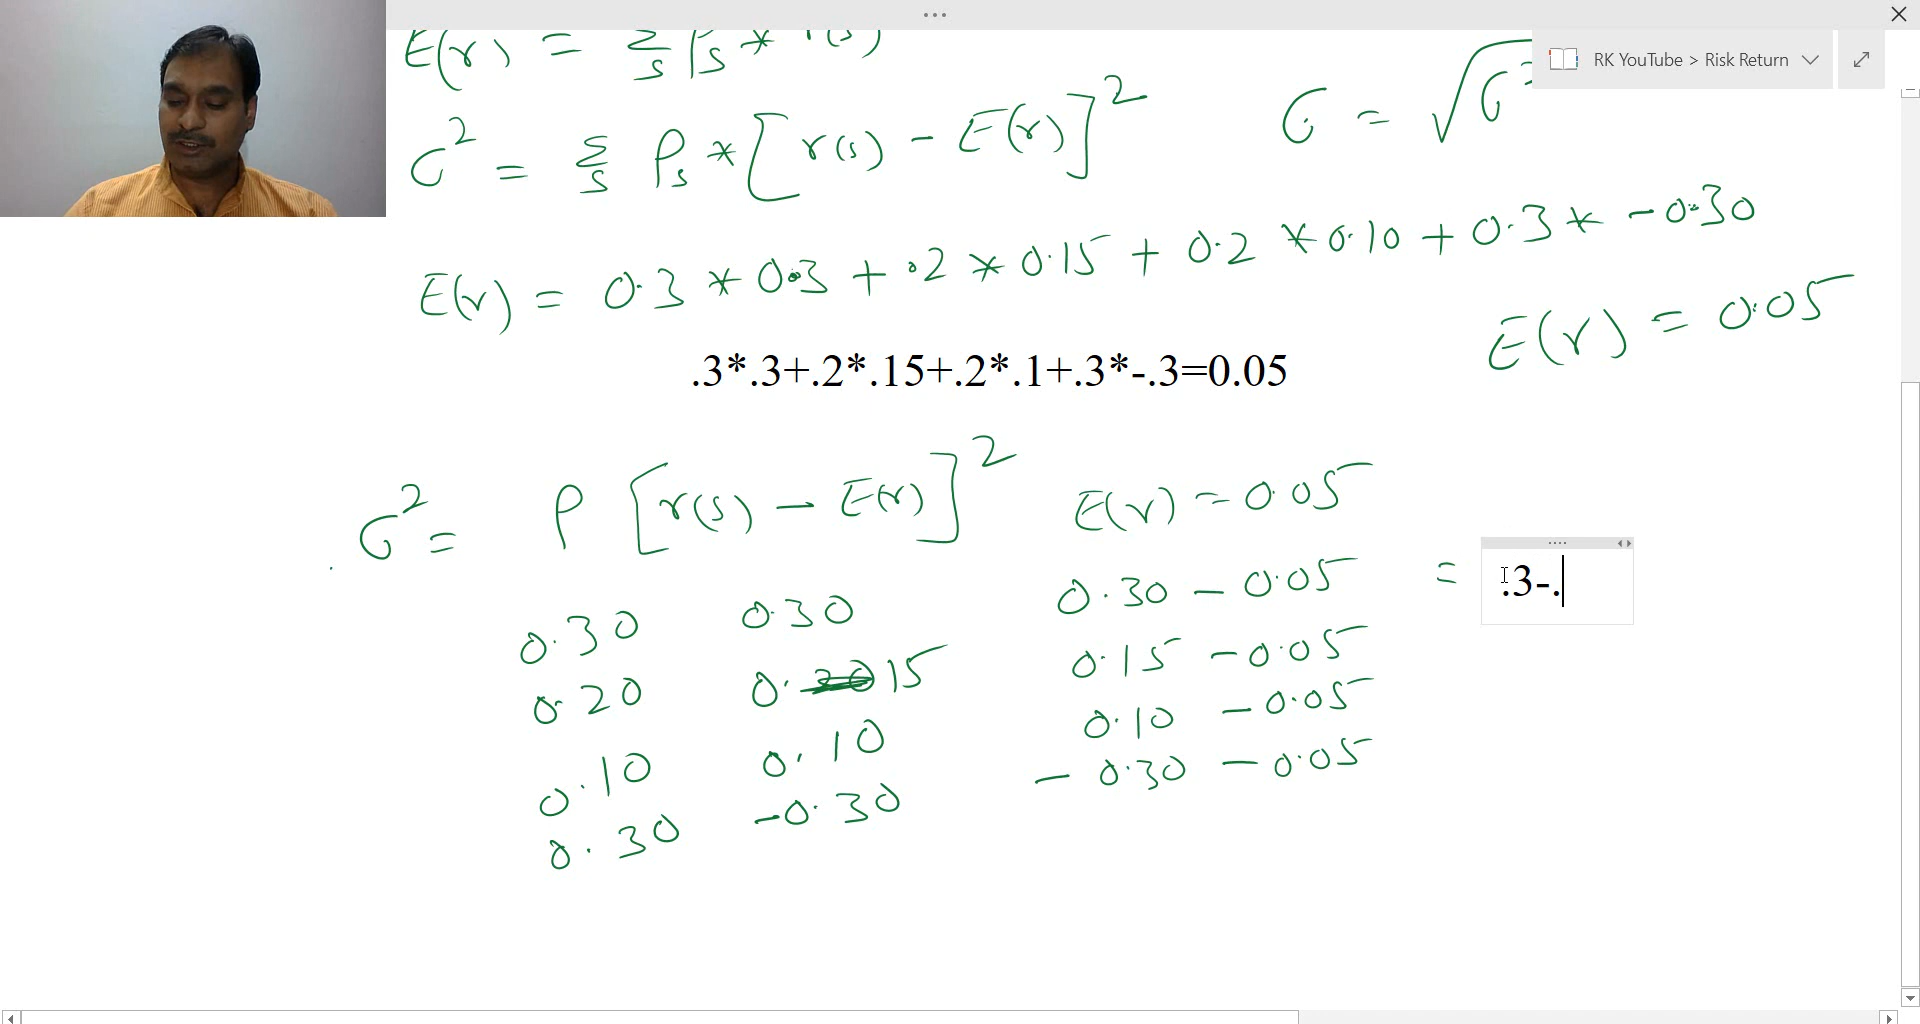 E(r) = Σs Ps * r(s)
RK YouTube > Risk Return
σ² = Σs Ps * [r(s) - E(r)]²
σ = √σ²
E(r) = 0.3 * 0.3 + .2 * 0.15 + 0.2 * 0.10 + 0.3 * -0.30
E(r) = 0.05
.3*.3+.2*.15+.2*.1+.3*-.3=0.05
σ² = P [r(s) - E(r)]²
E(r) = 0.05
0.30 0.30 0.30 - 0.05 = .3-.
0.20 0.15 0.15 - 0.05
0.10 0.10 0.10 - 0.05
0.30 -0.30 - 0.30 - 0.05